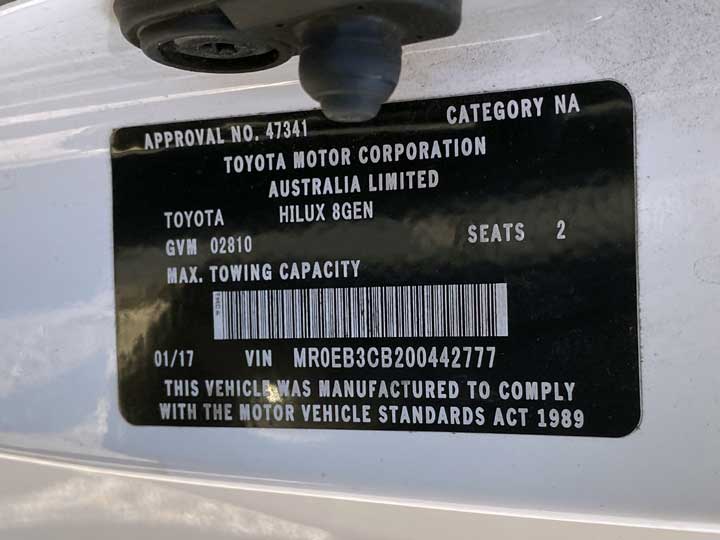 APPROVAL NO. 47341 CATEGORY NA
TOYOTA MOTOR CORPORATION
AUSTRALIA LIMITED
TOYOTA HILUX 8GEN
GVM 02810 SEATS 2
MAX. TOWING CAPACITY
01/17 VIN MR0EB3CB200442777
THIS VEHICLE WAS MANUFACTURED TO COMPLY
WITH THE MOTOR VEHICLE STANDARDS ACT 1989